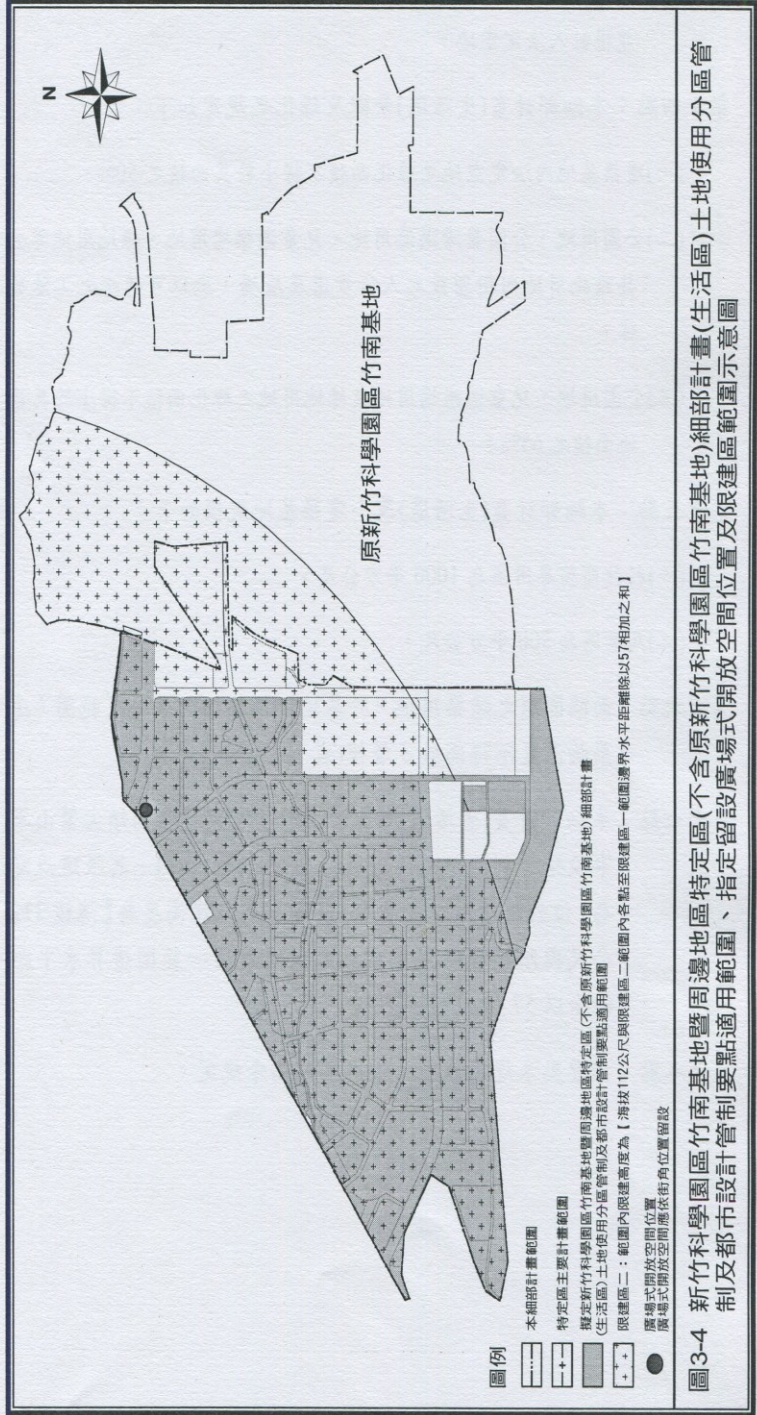 N
原新竹科學園區竹南基地
圖例
本細部計畫範圍
特定區主要計畫範圍
擬定新竹科學園區竹南基地暨周邊地區特定區(不含原新竹科學園區竹南基地)細部計畫
(生活區)土地使用分區管制及都市設計管制要點適用範圍
限建區二：範圍內限建高度為【海拔112公尺與限建區二範圍內各點至限建區一範圍邊界水平距離除以57相加之和】
廣場式開放空間位置
廣場式開放空間應依街角位置留設
圖3-4 新竹科學園區竹南基地暨周邊地區特定區(不含原新竹科學園區竹南基地)細部計畫(生活區)土地使用分區管
制及都市設計管制要點適用範圍、指定留設廣場式開放空間位置及限建區範圍示意圖